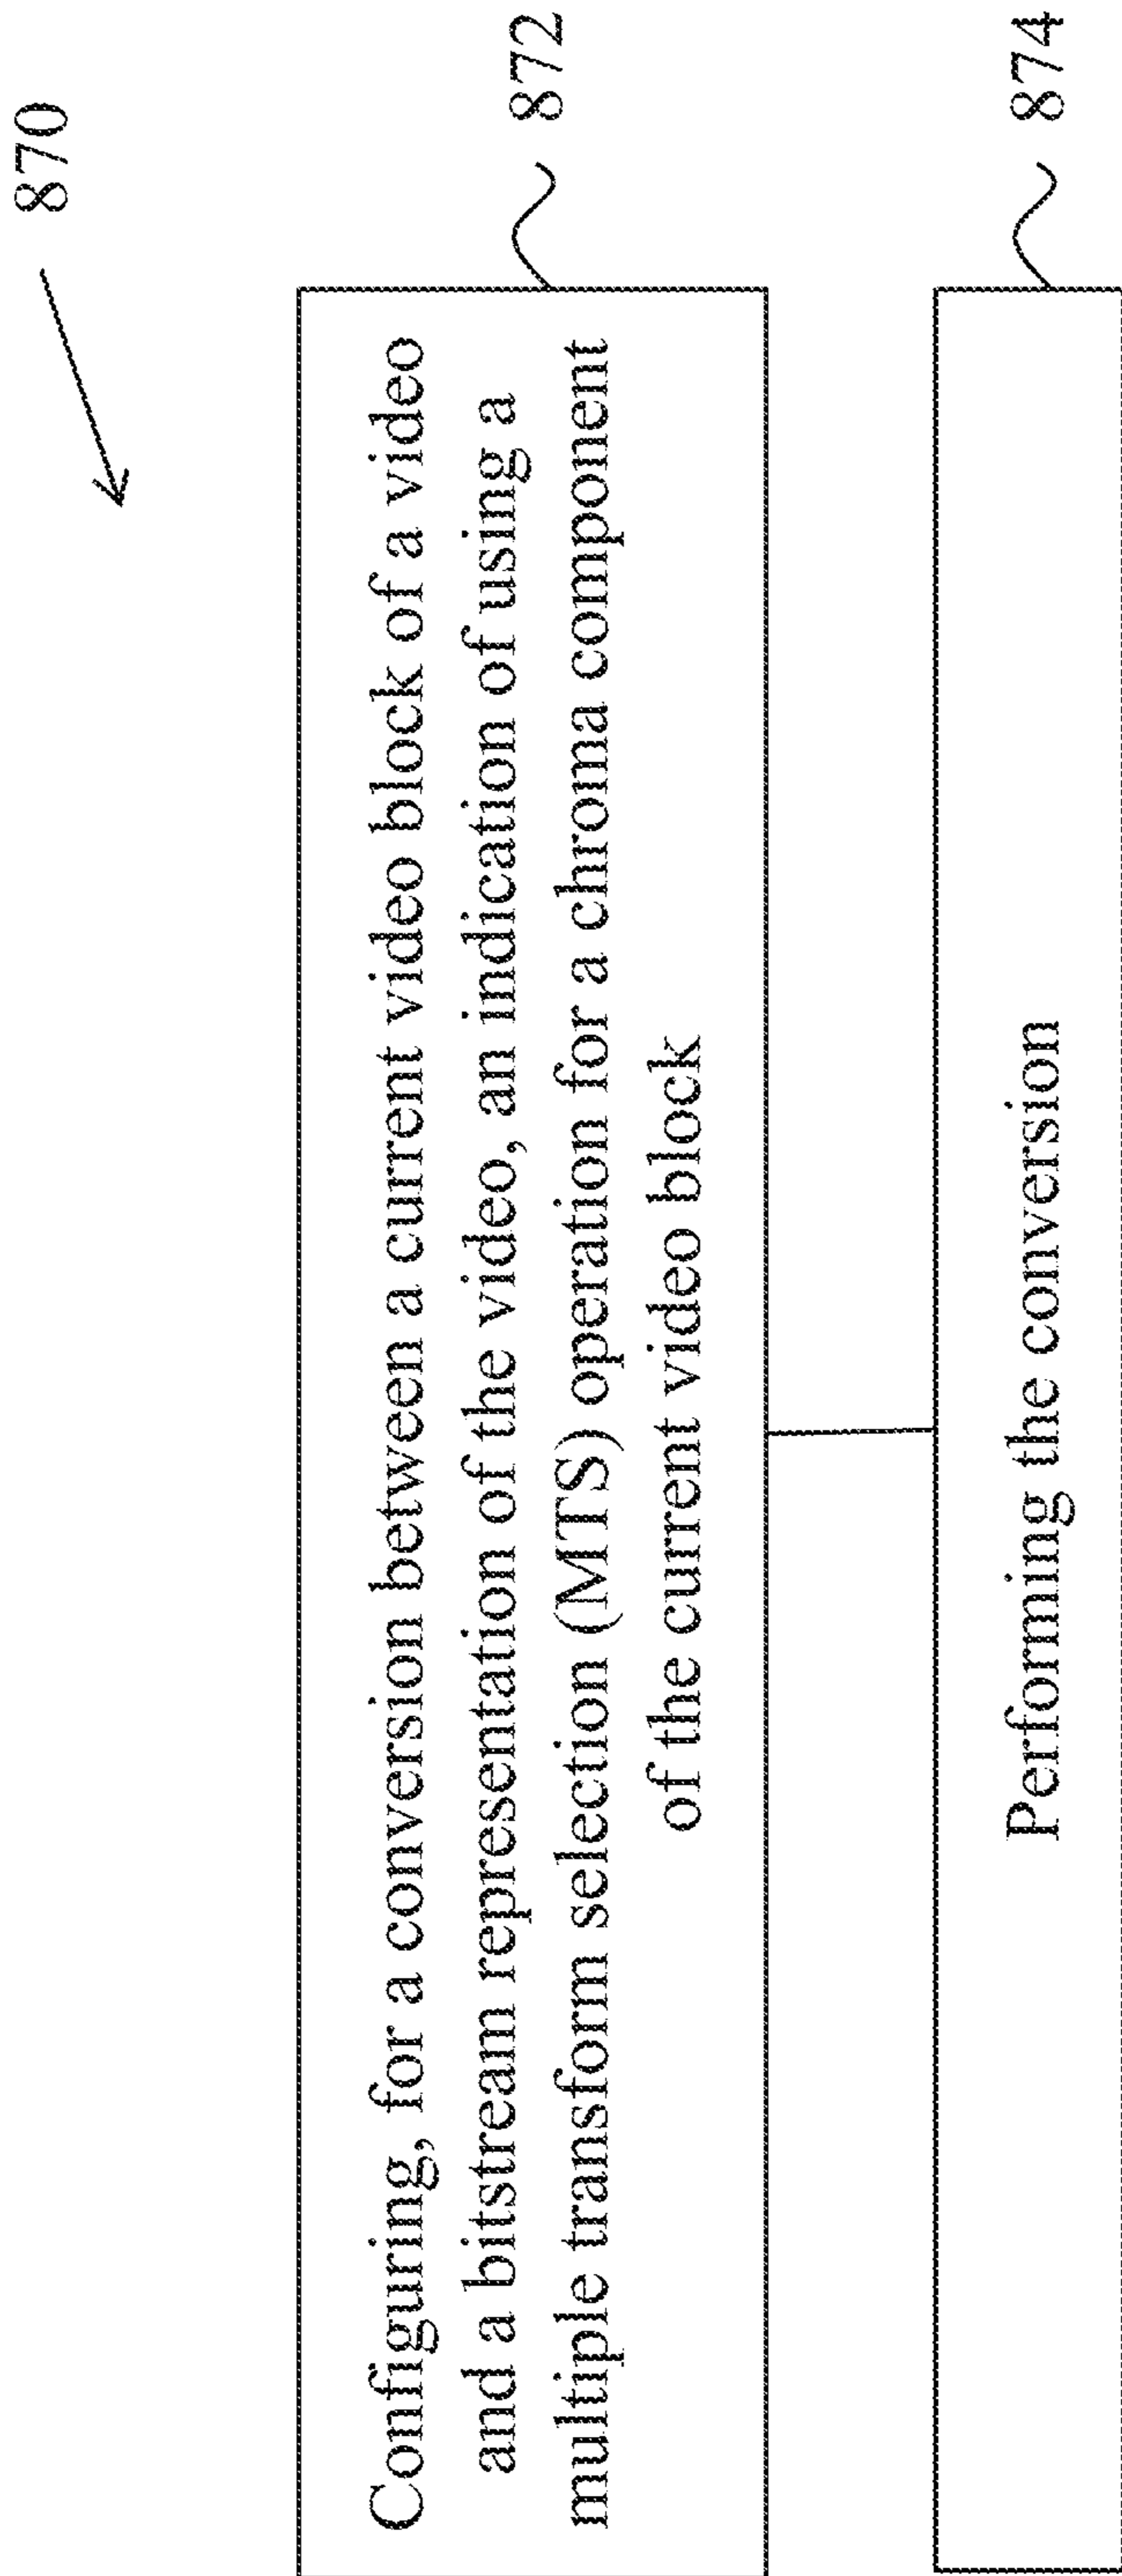 870
Configuring, for a conversion between a current video block of a video
and a bitstream representation of the video, an indication of using a
multiple transform selection (MTS) operation for a chroma component
of the current video block
872
Performing the conversion
874